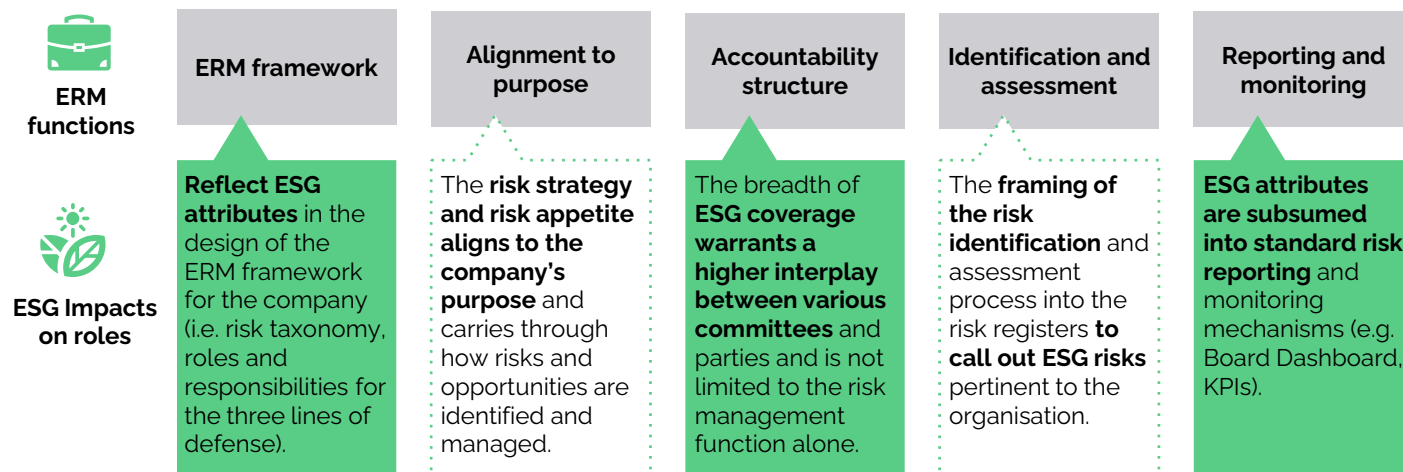 ERM
functions
ERM framework
Alignment to
purpose
Accountability
structure
Identification and
assessment
Reporting and
monitoring
ESG Impacts
on roles
Reflect ESG
attributes in the
design of the
ERM framework
for the company
(i.e. risk taxonomy,
roles and
responsibilities for
the three lines of
defense).
The risk strategy
and risk appetite
aligns to the
company’s
purpose and
carries through
how risks and
opportunities are
identified and
managed.
The breadth of
ESG coverage
warrants a
higher interplay
between various
committees and
parties and is not
limited to the risk
management
function alone.
The framing of
the risk
identification and
assessment
process into the
risk registers to
call out ESG risks
pertinent to the
organisation.
ESG attributes
are subsumed
into standard risk
reporting and
monitoring
mechanisms (e.g.
Board Dashboard,
KPIs).